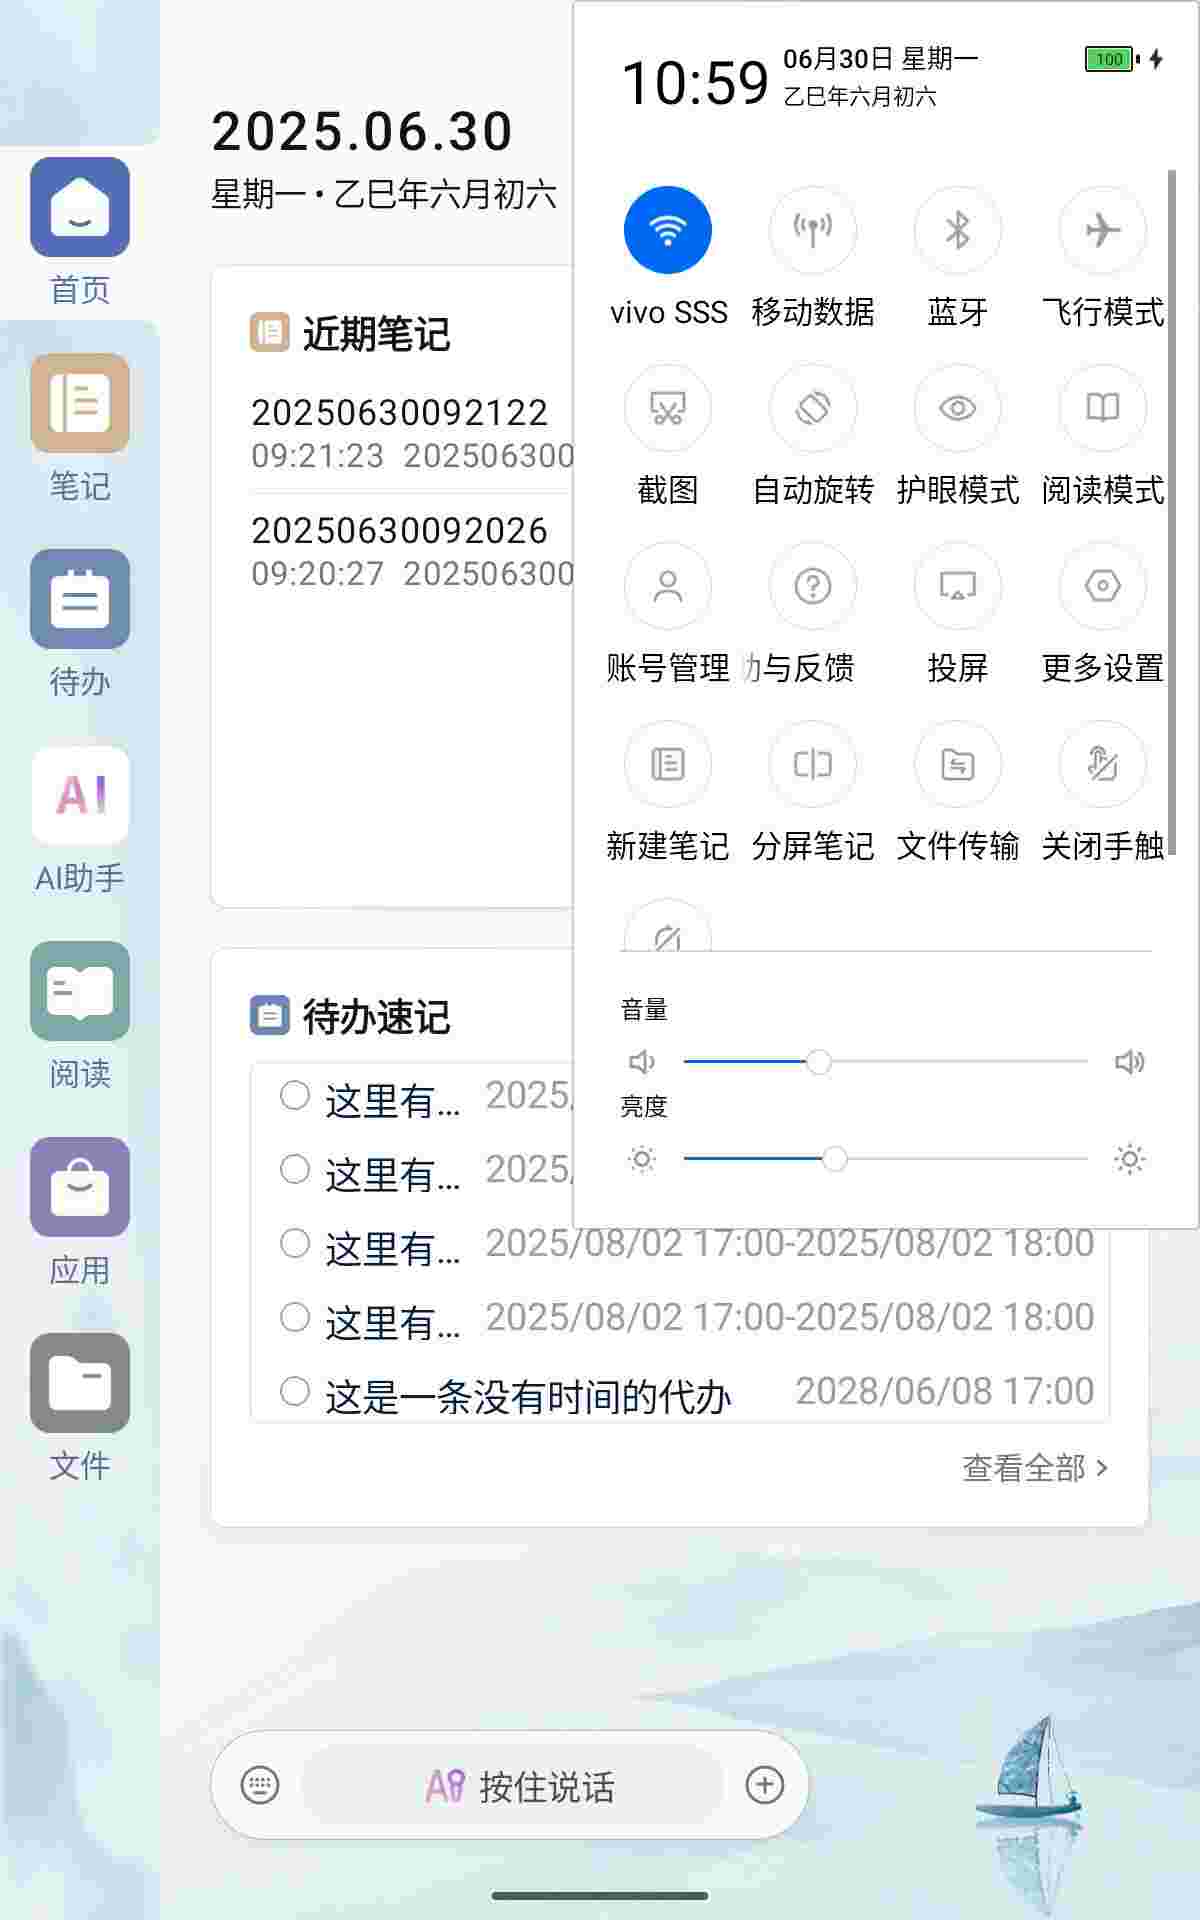 10:59
06月30日 星期一
乙巳年六月初六
100
2025.06.30
星期一 • 乙巳年六月初六
首页
笔记
待办
AI
AI助手
阅读
应用
文件
近期笔记
20250630092122
09:21:23 202506300
20250630092026
09:20:27 202506300
vivo SSS 移动数据 蓝牙 飞行模式
截图 自动旋转 护眼模式 阅读模式
账号管理 与反馈 投屏 更多设置
新建笔记 分屏笔记 文件传输 关闭手触
音量
亮度
待办速记
这里有... 2025/
这里有... 2025/
这里有... 2025/08/02 17:00-2025/08/02 18:00
这里有... 2025/08/02 17:00-2025/08/02 18:00
这是一条没有时间的代办 2028/06/08 17:00
查看全部 >
AI 按住说话